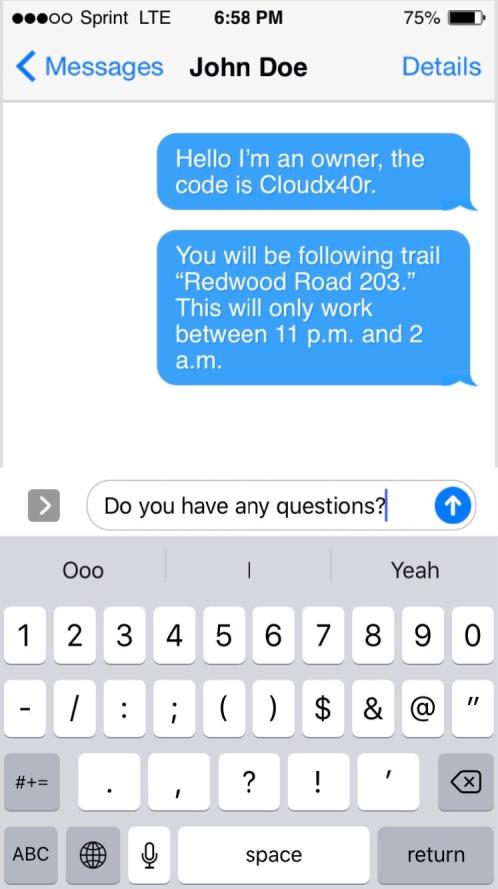 ●●●○○ Sprint LTE 6:58 PM 75%
Messages John Doe Details
Hello I’m an owner, the
code is Cloudx40r.
You will be following trail
“Redwood Road 203.”
This will only work
between 11 p.m. and 2
a.m.
Do you have any questions?
Ooo I Yeah
1 2 3 4 5 6 7 8 9 0
- / : ; ( ) $ & @ ”
#+= . , ? ! ’
ABC space return